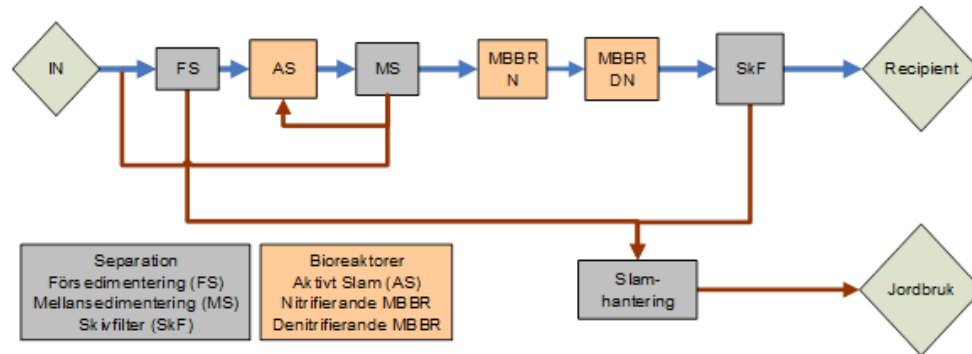 IN
FS
AS
MS
MBBR
N
MBBR
DN
SkF
Recipient
Separation
Försedimentering (FS)
Mellansedimentering (MS)
Skivfilter (SkF)
Bioreaktorer
Aktivt Slam (AS)
Nitrifierande MBBR
Denitrifierande MBBR
Slam-
hantering
Jordbruk